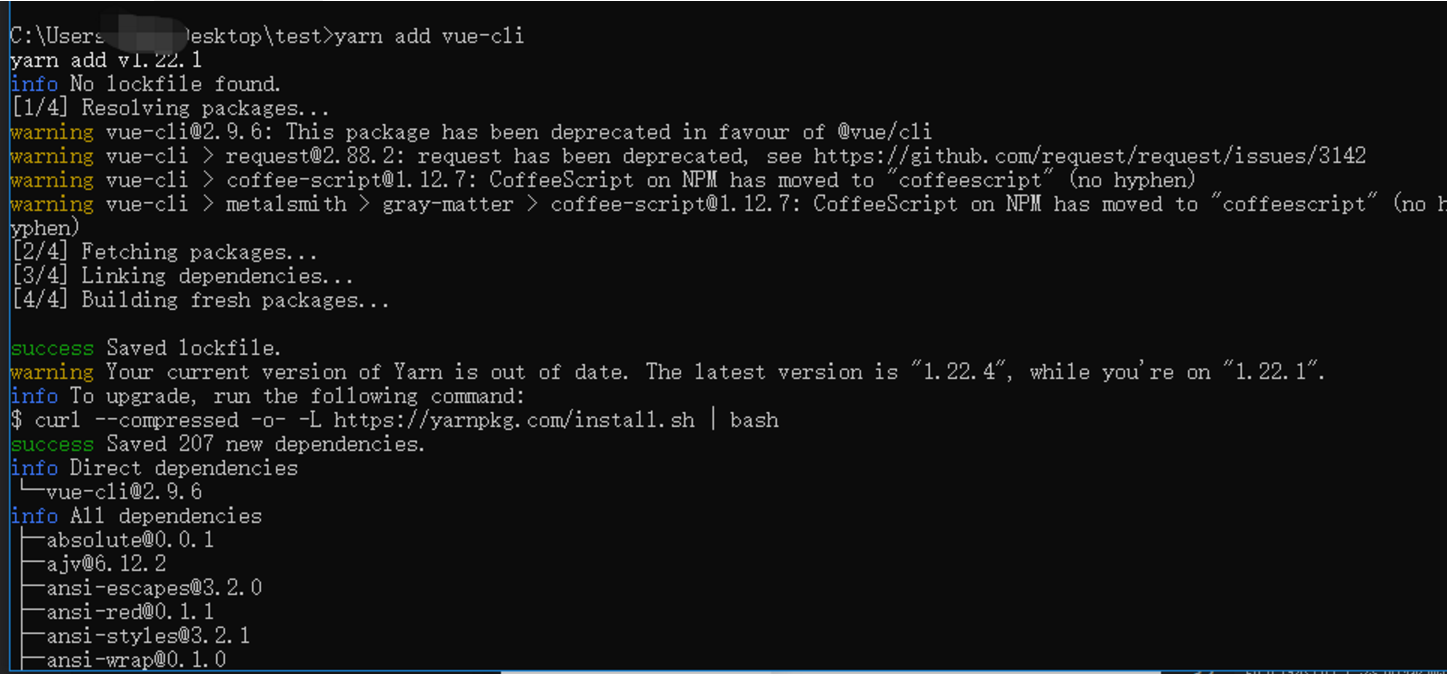 C:\Users Desktop\test>yarn add vue-cli
yarn add v1.22.1
info No lockfile found.
[1/4] Resolving packages...
warning vue-cli@2.9.6: This package has been deprecated in favour of @vue/cli
warning vue-cli > request@2.88.2: request has been deprecated, see https://github.com/request/request/issues/3142
warning vue-cli > coffee-script@1.12.7: CoffeeScript on NPM has moved to "coffeescript" (no hyphen)
warning vue-cli > metalsmith > gray-matter > coffee-script@1.12.7: CoffeeScript on NPM has moved to "coffeescript" (no h
yphen)
[2/4] Fetching packages...
[3/4] Linking dependencies...
[4/4] Building fresh packages...
success Saved lockfile.
warning Your current version of Yarn is out of date. The latest version is "1.22.4", while you're on "1.22.1".
info To upgrade, run the following command:
$ curl --compressed -o- -L https://yarnpkg.com/install.sh | bash
success Saved 207 new dependencies.
info Direct dependencies
└─vue-cli@2.9.6
info All dependencies
├─absolute@0.0.1
├─ajv@6.12.2
├─ansi-escapes@3.2.0
├─ansi-red@0.1.1
├─ansi-styles@3.2.1
├─ansi-wrap@0.1.0